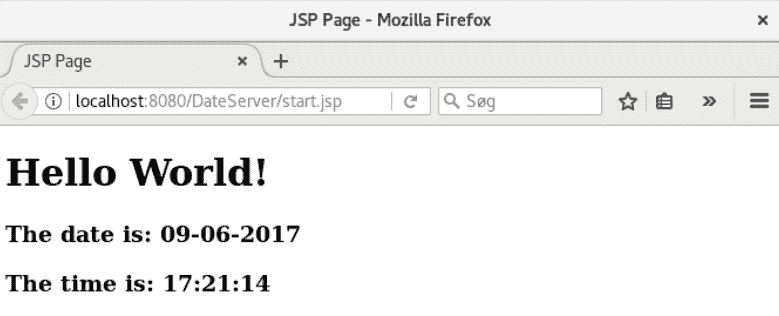 JSP Page - Mozilla Firefox
JSP Page
localhost:8080/DateServer/start.jsp
Søg
Hello World!
The date is: 09-06-2017
The time is: 17:21:14